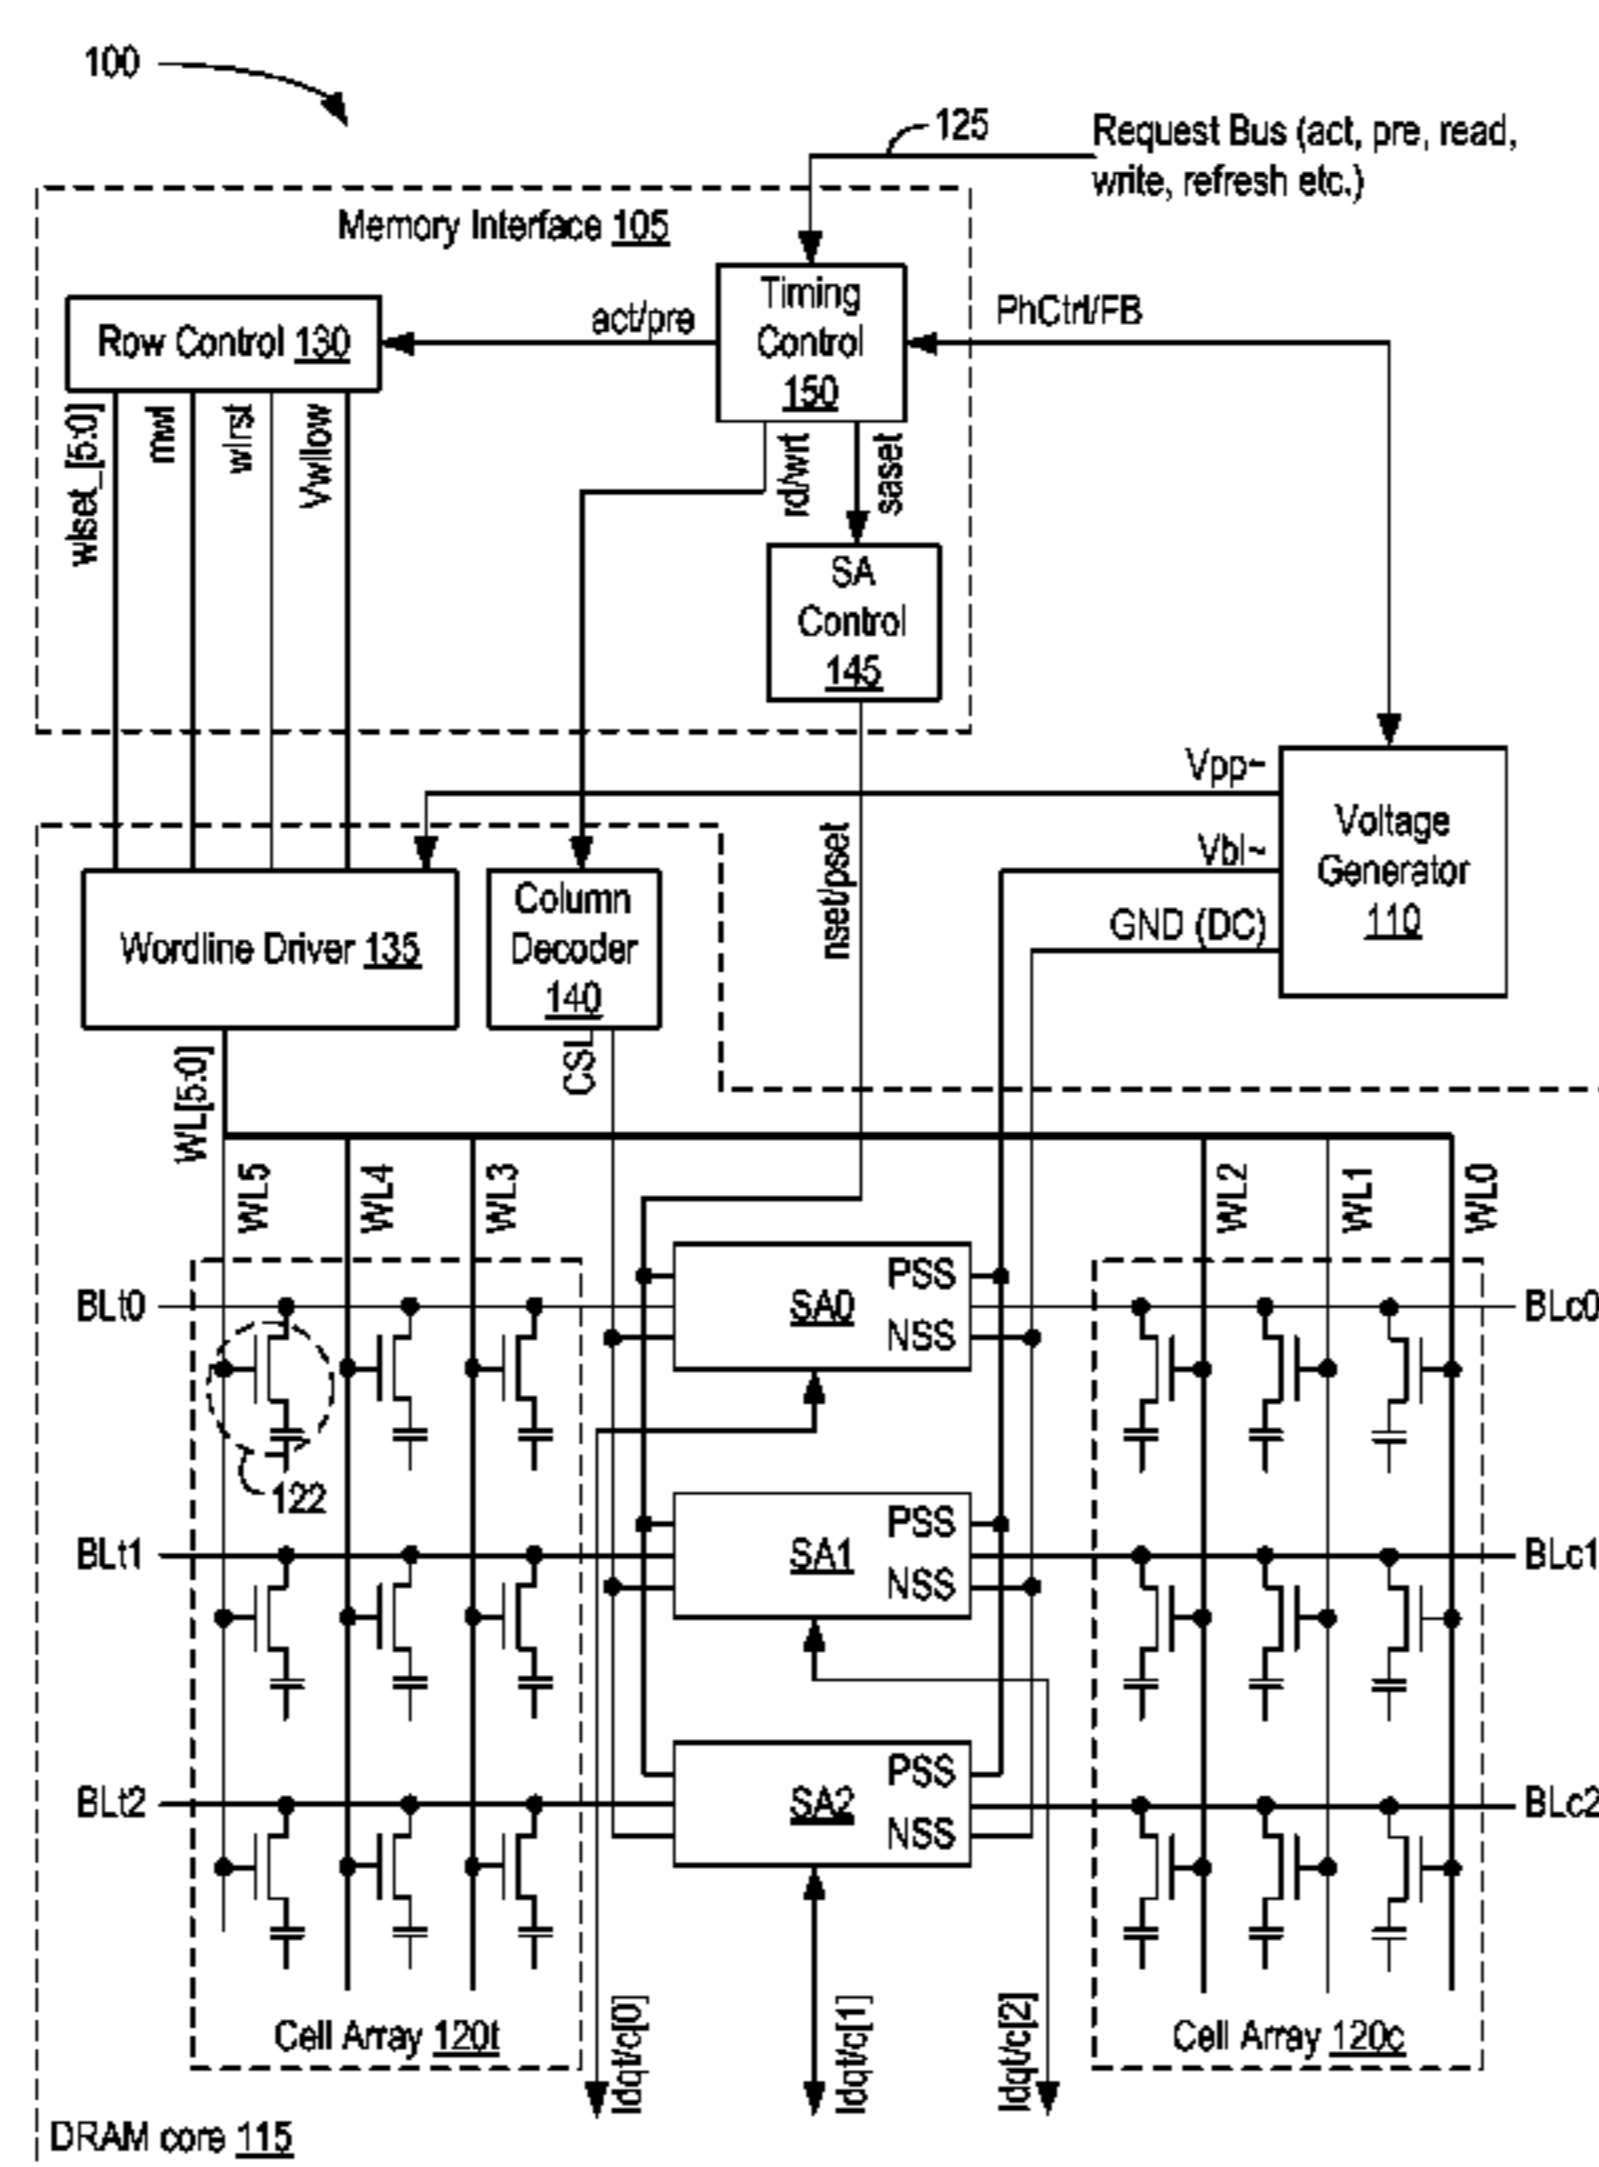 100
125
Request Bus (act, pre, read,
write, refresh etc.)
Memory Interface 105
Timing
Control
150
act/pre
PhCtrl/FB
Row Control 130
wlset_[5:0]
mwl
wlrst
Vwllow
rd/wrt
saset
SA
Control
145
Vpp~
Vbl~
GND (DC)
Voltage
Generator
110
nset/pset
Wordline Driver 135
Column
Decoder
140
CSL
WL[5:0]
WL5
WL4
WL3
WL2
WL1
WL0
BLt0
SA0
PSS
NSS
BLc0
122
BLt1
SA1
PSS
NSS
BLc1
BLt2
SA2
PSS
NSS
BLc2
Cell Array 120t
ldqt/c[0]
ldqt/c[1]
ldqt/c[2]
Cell Array 120c
DRAM core 115